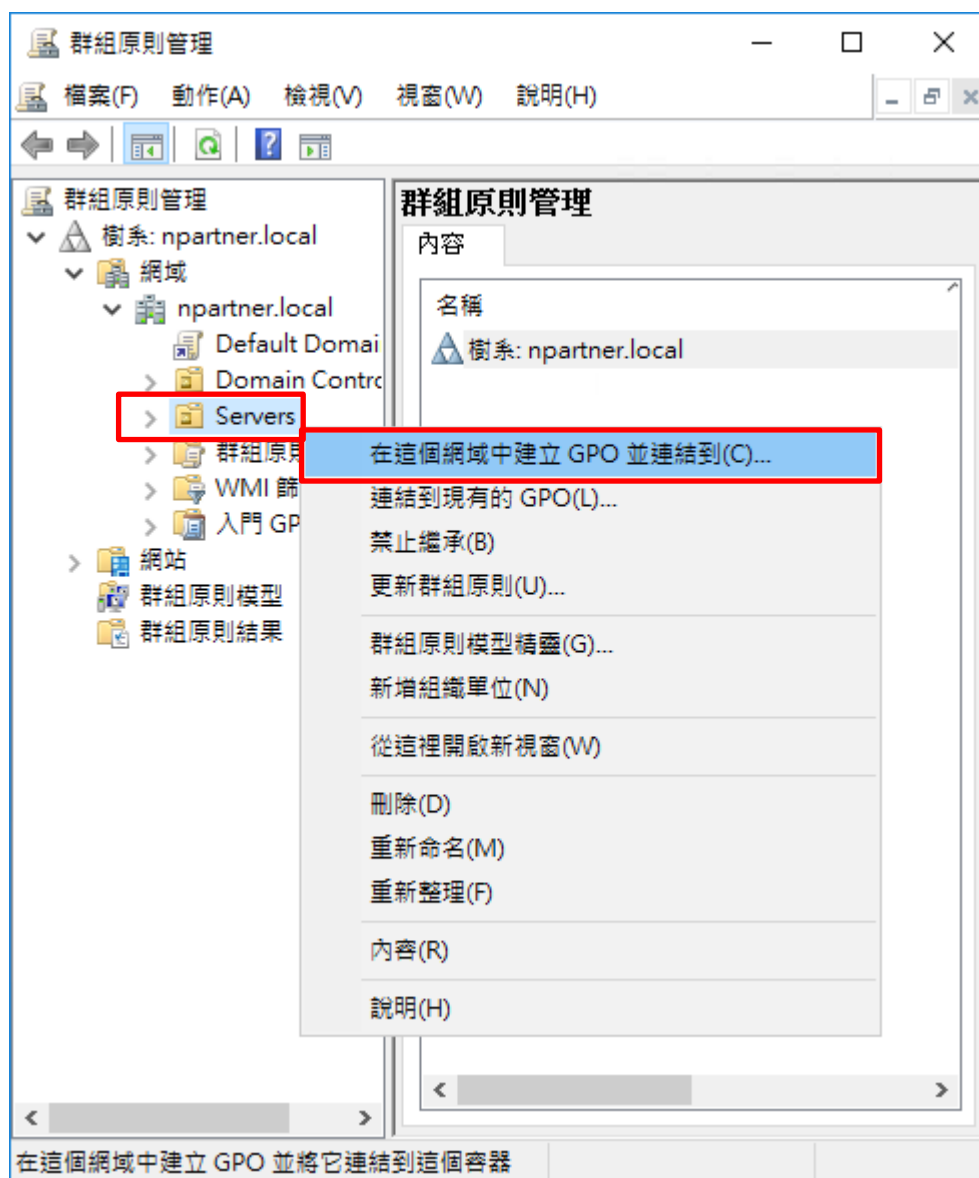 群組原則管理
檔案(F) 動作(A) 檢視(V) 視窗(W) 說明(H)
群組原則管理
樹系: npartner.local
網域
npartner.local
Default Domai
Domain Contro
Servers
群組原則
WMI 篩
入門 GP
網站
群組原則模型
群組原則結果
群組原則管理
內容
名稱
樹系: npartner.local
在這個網域中建立 GPO 並連結到(C)...
連結到現有的 GPO(L)...
禁止繼承(B)
更新群組原則(U)...
群組原則模型精靈(G)...
新增組織單位(N)
從這裡開啟新視窗(W)
刪除(D)
重新命名(M)
重新整理(F)
內容(R)
說明(H)
在這個網域中建立 GPO 並將它連結到這個容器